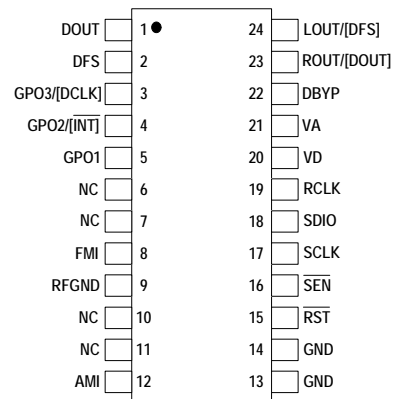 DOUT 1 24 LOUT/[DFS]
DFS 2 23 ROUT/[DOUT]
GPO3/[DCLK] 3 22 DBYP
GPO2/[INT] 4 21 VA
GPO1 5 20 VD
NC 6 19 RCLK
NC 7 18 SDIO
FMI 8 17 SCLK
RFGND 9 16 SEN
NC 10 15 RST
NC 11 14 GND
AMI 12 13 GND